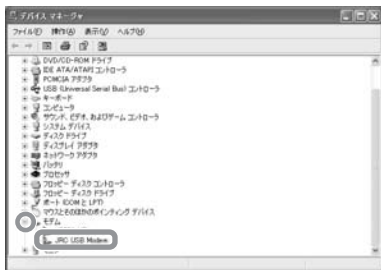 デバイス マネージャ
ファイル(F) 操作(A) 表示(V) ヘルプ(H)
DVD/CD-ROM ドライブ
IDE ATA/ATAPI コントローラ
PCMCIA アダプタ
USB (Universal Serial Bus) コントローラ
キーボード
コンピュータ
サウンド、ビデオ、およびゲーム コントローラ
システム デバイス
ディスク ドライブ
ディスプレイ アダプタ
ネットワーク アダプタ
バッテリ
プロセッサ
フロッピー ディスク コントローラ
フロッピー ディスク ドライブ
ポート (COM と LPT)
マウスとそのほかのポインティング デバイス
モデム
JRC USB Modem